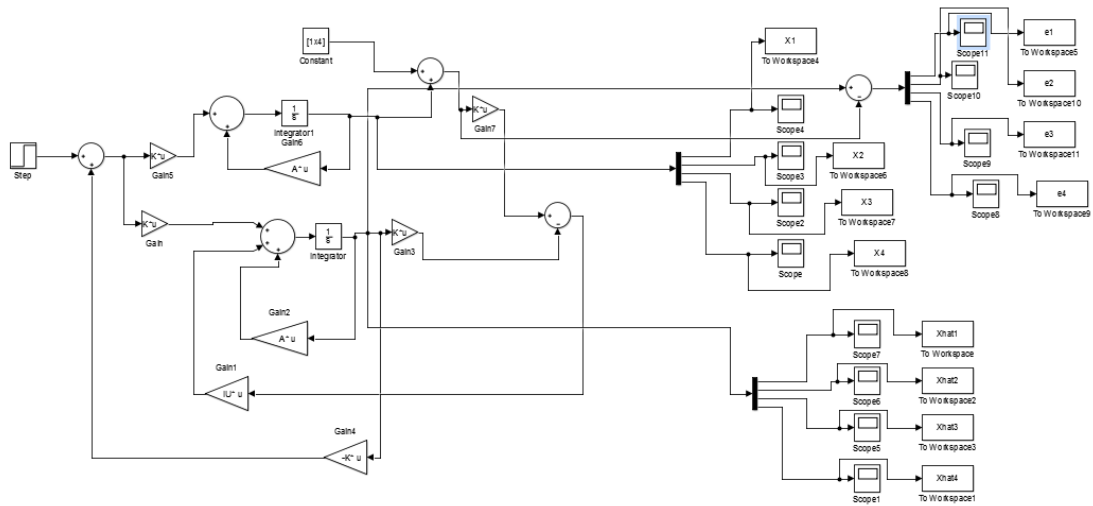 [1x4]
Constant
X1
To Workspace4
Scope11
e1
To Workspace5
Scope10
e2
To Workspace10
Scope9
e3
To Workspace11
Scope8
e4
To Workspace9
Step
K*u
Gain5
1
s
Integrator1
Gain6
A* u
K*u
Gain7
Scope4
Scope3
X2
To Workspace6
Scope2
X3
To Workspace7
Scope
X4
To Workspace8
K*u
Gain
1
s
Integrator
K*u
Gain3
Gain2
A* u
Gain1
Gain4
-K* u
Scope7
Xhat1
To Workspace
Scope6
Xhat2
To Workspace2
Scope5
Xhat3
To Workspace3
Scope1
Xhat4
To Workspace1